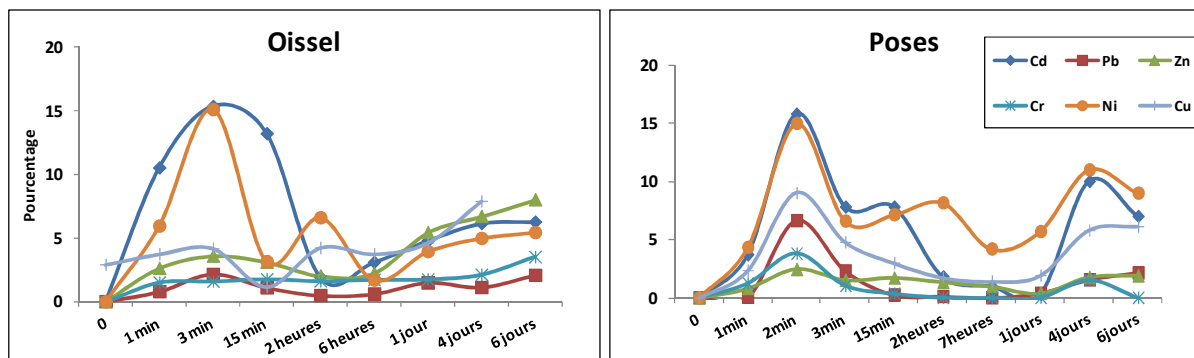 Oissel
Pourcentage
20
15
10
5
0
0 1 min 3 min 15 min 2 heures 6 heures 1 jour 4 jours 6 jours
Poses
Cd Pb Zn
Cr Ni Cu
20
15
10
5
0
0 1min 2min 3min 15min 2heures 7heures 1jours 4jours 6jours